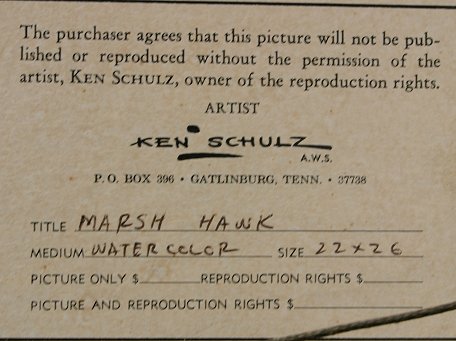 The purchaser agrees that this picture will not be pub-
lished or reproduced without the permission of the
artist, KEN SCHULZ, owner of the reproduction rights.
ARTIST
KEN SCHULZ
A.W.S.
P. O. BOX 396 • GATLINBURG, TENN. • 37738
TITLE MARSH HAWK
MEDIUM WATER COLOR SIZE 22x26
PICTURE ONLY $ REPRODUCTION RIGHTS $
PICTURE AND REPRODUCTION RIGHTS $